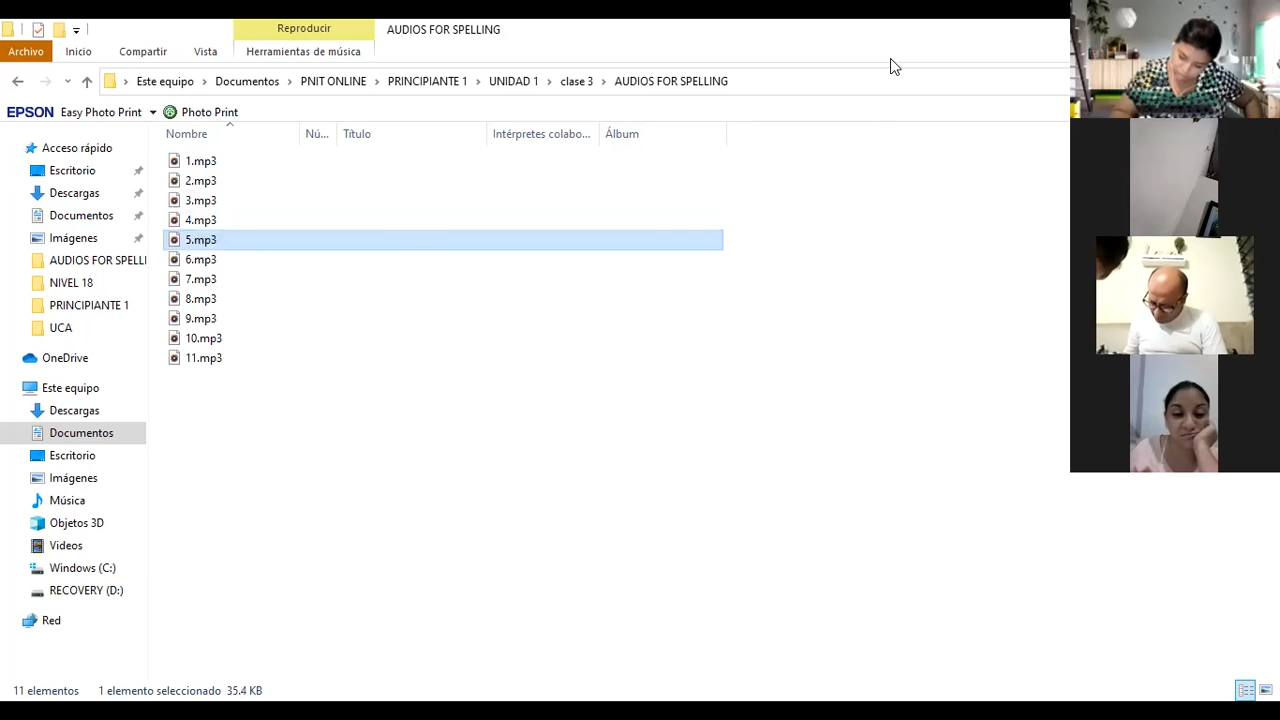 Reproducir
AUDIOS FOR SPELLING
Archivo
Inicio
Compartir
Vista
Herramientas de música
Este equipo
Documentos
PNIT ONLINE
PRINCIPIANTE 1
UNIDAD 1
clase 3
AUDIOS FOR SPELLING
EPSON Easy Photo Print
Photo Print
Nombre
Nú...
Título
Intérpretes colabo...
Álbum
Acceso rápido
Escritorio
Descargas
Documentos
Imágenes
AUDIOS FOR SPELLI
NIVEL 18
PRINCIPIANTE 1
UCA
OneDrive
Este equipo
Descargas
Documentos
Escritorio
Imágenes
Música
Objetos 3D
Videos
Windows (C:)
RECOVERY (D:)
Red
1.mp3
2.mp3
3.mp3
4.mp3
5.mp3
6.mp3
7.mp3
8.mp3
9.mp3
10.mp3
11.mp3
11 elementos
1 elemento seleccionado 35.4 KB